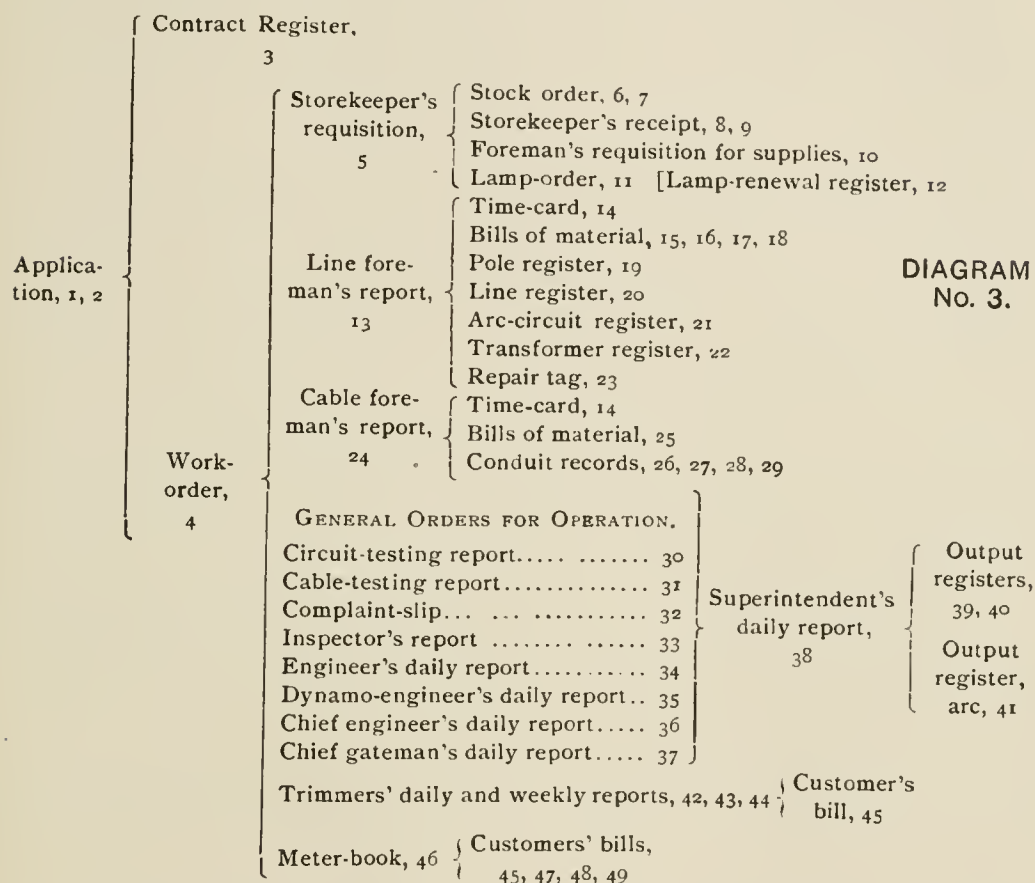 Contract Register,
3
Storekeeper's
requisition,
5
Stock order, 6, 7
Storekeeper's receipt, 8, 9
Foreman's requisition for supplies, 10
Lamp-order, 11 [Lamp-renewal register, 12
Applica-
tion, 1, 2
Line fore-
man's report,
13
Time-card, 14
Bills of material, 15, 16, 17, 18
Pole register, 19
Line register, 20
Arc-circuit register, 21
Transformer register, 22
Repair tag, 23
DIAGRAM
No. 3.
Cable fore-
man's report,
24
Time-card, 14
Bills of material, 25
Conduit records, 26, 27, 28, 29
Work-
order,
4
GENERAL ORDERS FOR OPERATION.
Circuit-testing report..... ....... 30
Cable-testing report............ 31
Complaint-slip... ... ........... 32
Inspector's report ........ ...... 33
Engineer's daily report........... 34
Dynamo-engineer's daily report.. 35
Chief engineer's daily report..... 36
Chief gateman's daily report..... 37
Superintendent's
daily report,
38
Output
registers,
39, 40
Output
register,
arc, 41
Trimmers' daily and weekly reports, 42, 43, 44
Customer's
bill, 45
Meter-book, 46
Customers' bills,
45, 47, 48, 49